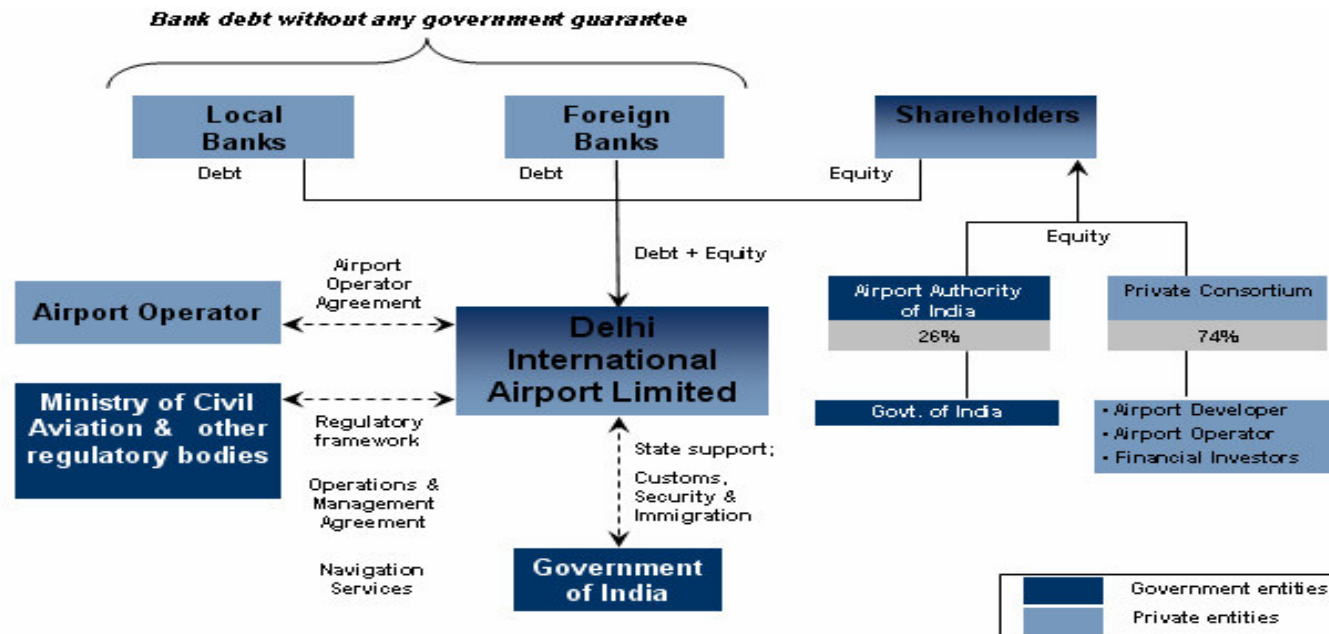 Bank debt without any government guarantee
Local
Banks
Foreign
Banks
Shareholders
Debt
Debt
Equity
Debt + Equity
Equity
Airport
Operator
Agreement
Airport Operator
Delhi
International
Airport Limited
Airport Authority
of India
26%
Private Consortium
74%
Govt. of India
• Airport Developer
• Airport Operator
• Financial Investors
Ministry of Civil
Aviation & other
regulatory bodies
Regulatory
framework
Operations &
Management
Agreement
Navigation
Services
State support;
Customs,
Security &
Immigration
Government
of India
Government entities
Private entities